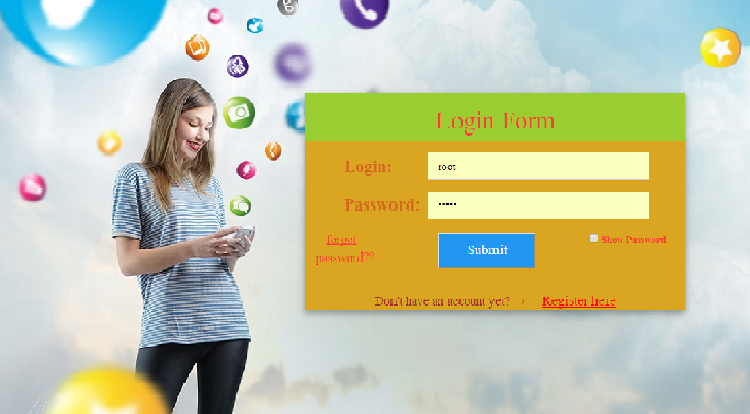 Login Form
Login:
root
Password:
•••••
forgot password??
Submit
Show Password
Don't have an account yet?
Register here